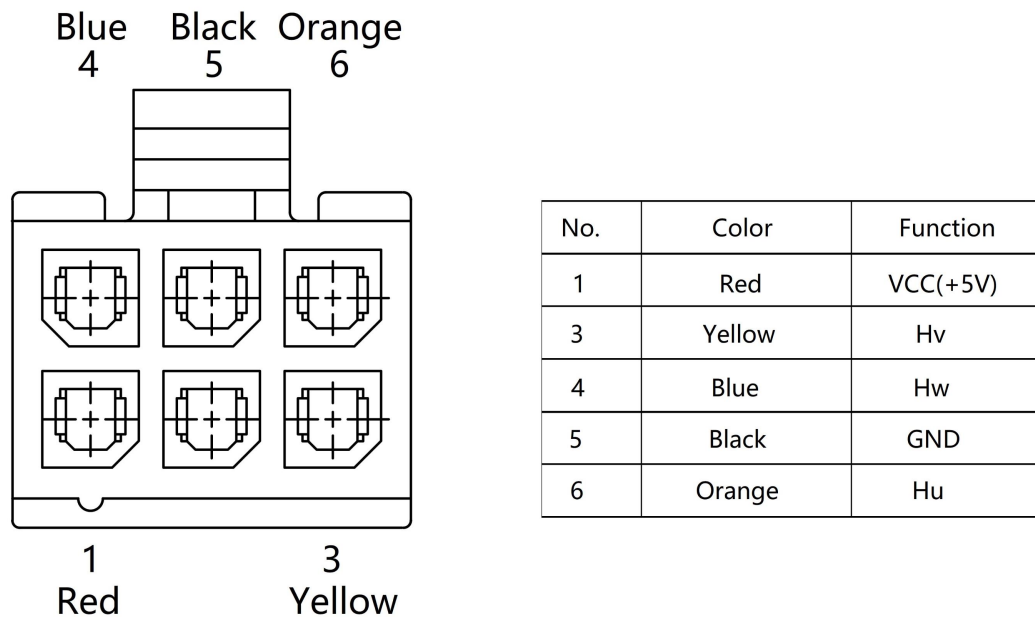 Blue Black Orange
4 5 6
1 3
Red Yellow
No. Color Function
1 Red VCC(+5V)
3 Yellow Hv
4 Blue Hw
5 Black GND
6 Orange Hu